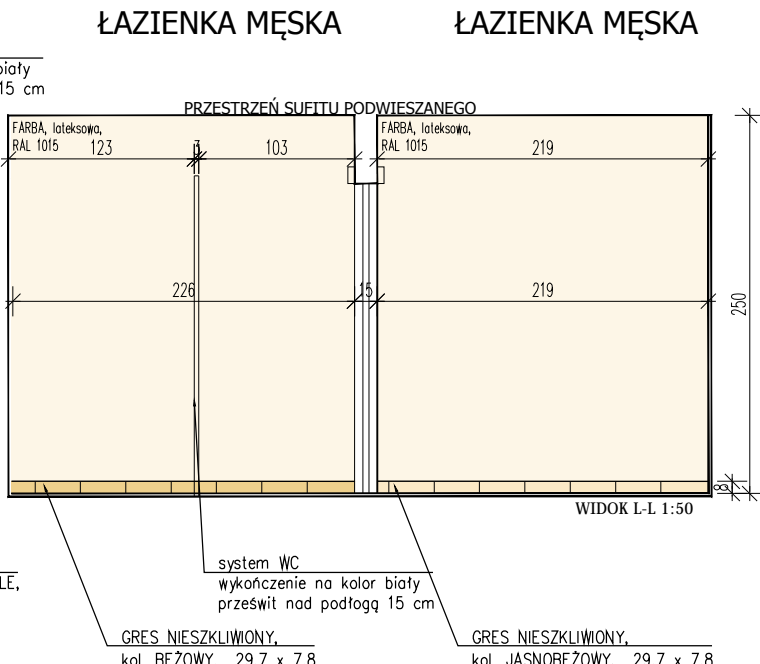 ŁAZIENKA MĘSKA
ŁAZIENKA MĘSKA
biały
15 cm
PRZESTRZEŃ SUFITU PODWIESZANEGO
FARBA, lateksowa,
RAL 1015
123
3
103
FARBA, lateksowa,
RAL 1015
219
226
15
219
250
8
WIDOK L-L 1:50
system WC
wykończenie na kolor biały
prześwit nad podłogą 15 cm
LE,
GRES NIESZKLIWIONY,
kol. BEŻOWY 29,7 x 7,8
GRES NIESZKLIWIONY,
kol. JASNOBEŻOWY 29,7 x 7,8